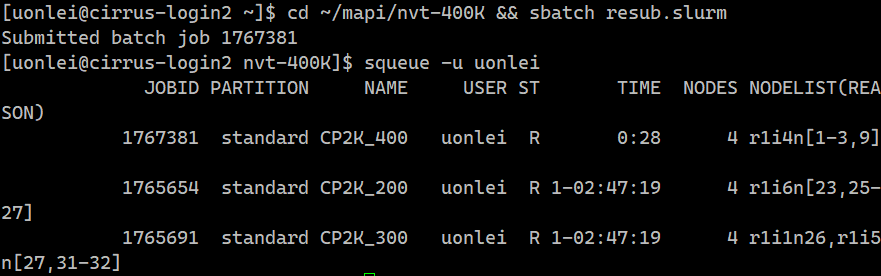 [uonlei@cirrus-login2 ~]$ cd ~/mapi/nvt-400K && sbatch resub.slurm
Submitted batch job 1767381
[uonlei@cirrus-login2 nvt-400K]$ squeue -u uonlei
             JOBID PARTITION     NAME     USER ST       TIME  NODES NODELIST(REA
SON)
           1767381  standard CP2K_400   uonlei  R       0:28      4 r1i4n[1-3,9]
           1765654  standard CP2K_200   uonlei  R 1-02:47:19      4 r1i6n[23,25-
27]
           1765691  standard CP2K_300   uonlei  R 1-02:47:19      4 r1i1n26,r1i5
n[27,31-32]